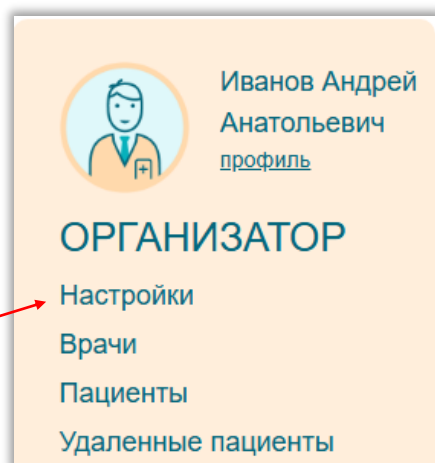 Иванов Андрей
Анатольевич
профиль
ОРГАНИЗАТОР
Настройки
Врачи
Пациенты
Удаленные пациенты